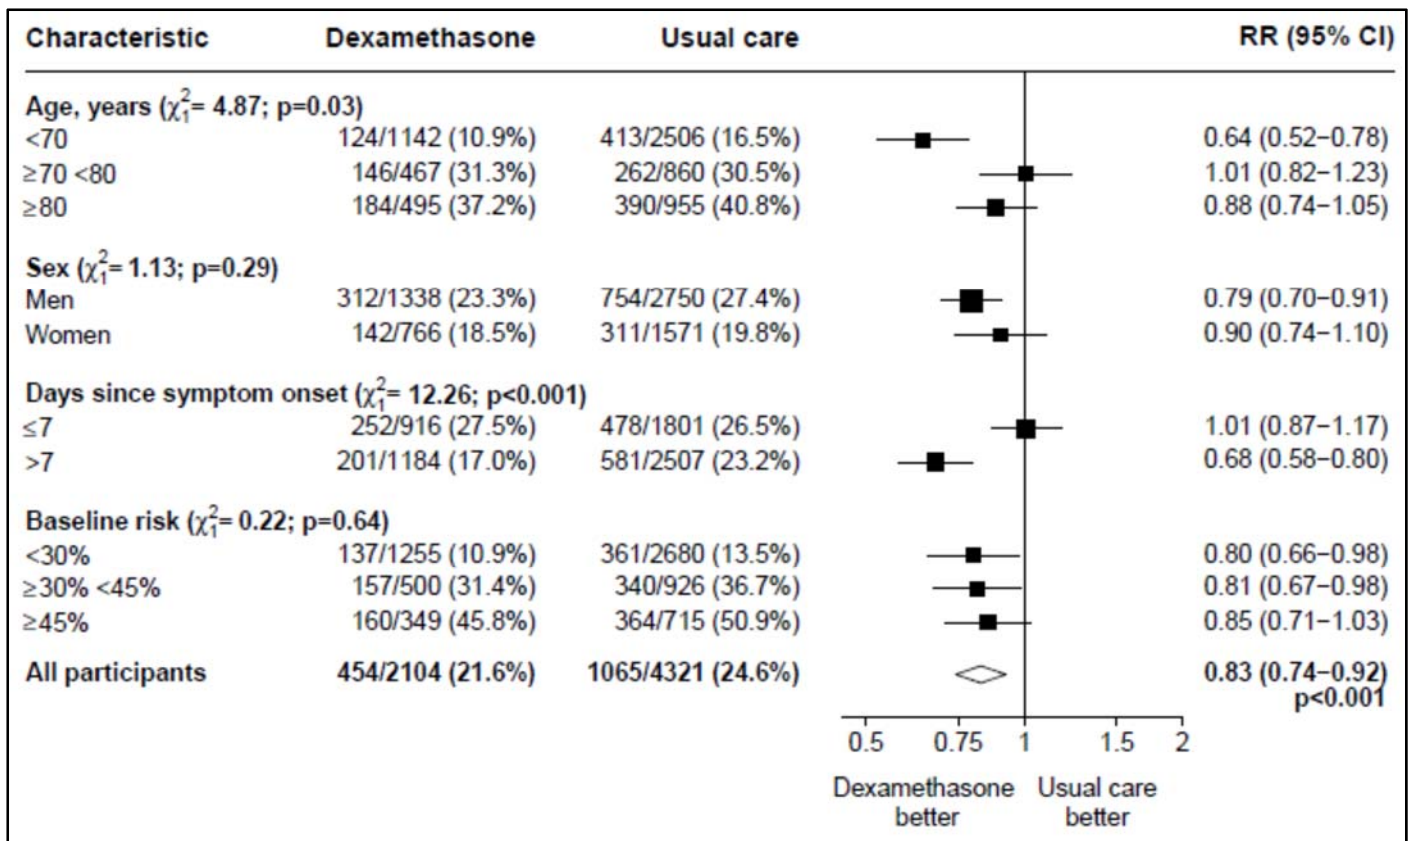 Characteristic Dexamethasone Usual care RR (95% CI)
Age, years (χ²₁= 4.87; p=0.03)
<70 124/1142 (10.9%) 413/2506 (16.5%) 0.64 (0.52−0.78)
≥70 <80 146/467 (31.3%) 262/860 (30.5%) 1.01 (0.82−1.23)
≥80 184/495 (37.2%) 390/955 (40.8%) 0.88 (0.74−1.05)
Sex (χ²₁= 1.13; p=0.29)
Men 312/1338 (23.3%) 754/2750 (27.4%) 0.79 (0.70−0.91)
Women 142/766 (18.5%) 311/1571 (19.8%) 0.90 (0.74−1.10)
Days since symptom onset (χ²₁= 12.26; p<0.001)
≤7 252/916 (27.5%) 478/1801 (26.5%) 1.01 (0.87−1.17)
>7 201/1184 (17.0%) 581/2507 (23.2%) 0.68 (0.58−0.80)
Baseline risk (χ²₁= 0.22; p=0.64)
<30% 137/1255 (10.9%) 361/2680 (13.5%) 0.80 (0.66−0.98)
≥30% <45% 157/500 (31.4%) 340/926 (36.7%) 0.81 (0.67−0.98)
≥45% 160/349 (45.8%) 364/715 (50.9%) 0.85 (0.71−1.03)
All participants 454/2104 (21.6%) 1065/4321 (24.6%) 0.83 (0.74−0.92)
p<0.001
0.5 0.75 1 1.5 2
Dexamethasone Usual care
better better